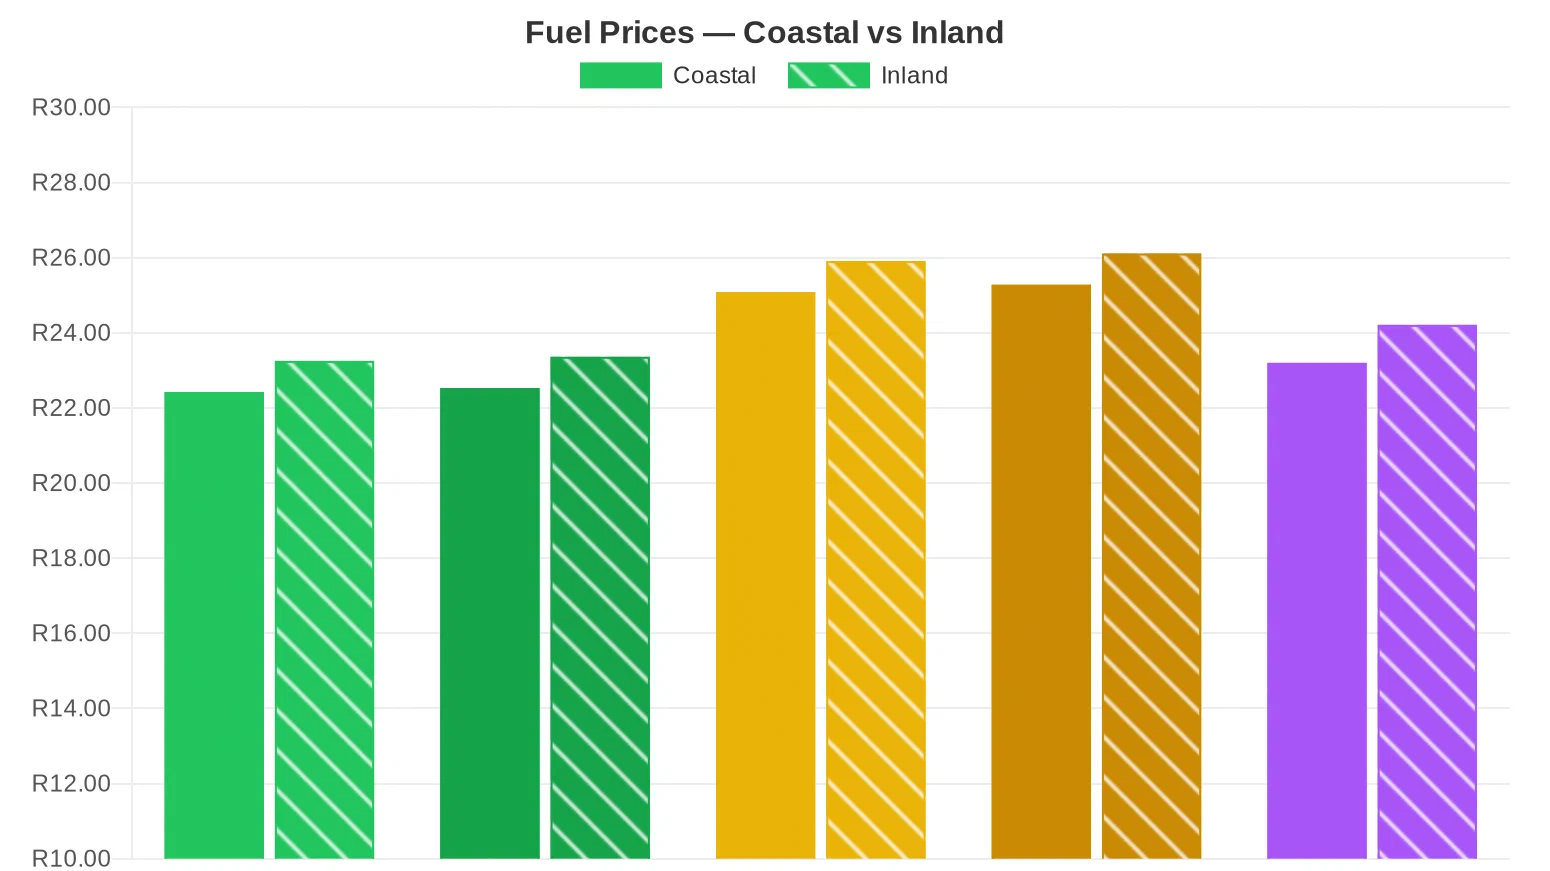 Fuel Prices — Coastal vs Inland
Coastal Inland
R30.00
R28.00
R26.00
R24.00
R22.00
R20.00
R18.00
R16.00
R14.00
R12.00
R10.00